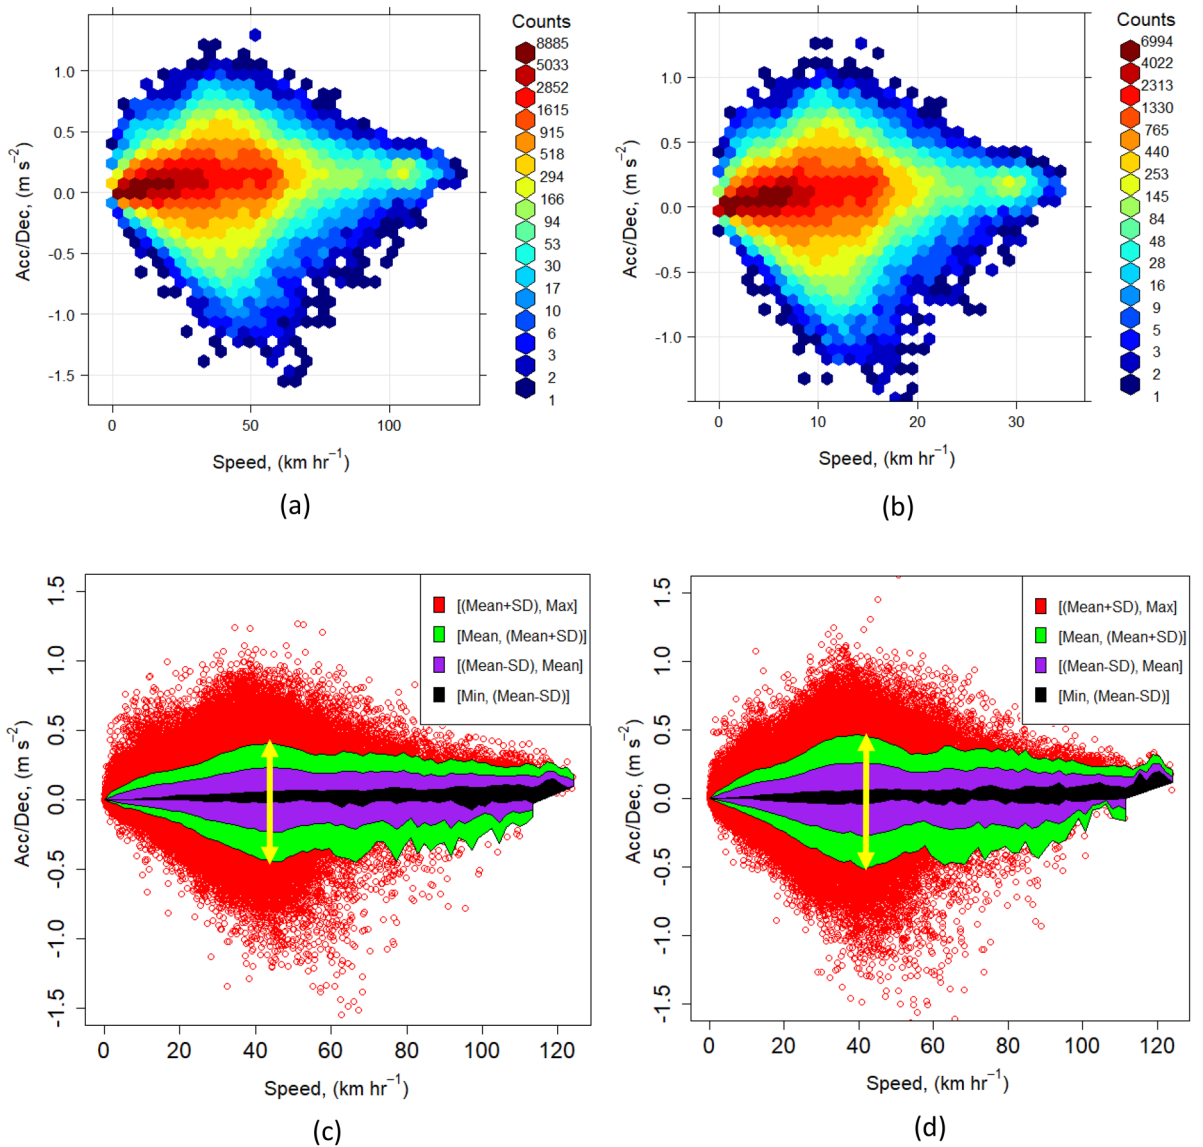 Counts
8885
5033
2852
1615
915
518
294
166
94
53
30
17
10
6
3
2
1
1.0
0.5
0.0
-0.5
-1.0
-1.5
Acc/Dec, (m s⁻²)
0 50 100
Speed, (km hr⁻¹)
(a)
Counts
6994
4022
2313
1330
765
440
253
145
84
48
28
16
9
5
3
2
1
1.0
0.5
0.0
-0.5
-1.0
Acc/Dec, (m s⁻²)
0 10 20 30
Speed, (km hr⁻¹)
(b)
[(Mean+SD), Max]
[Mean, (Mean+SD)]
[(Mean-SD), Mean]
[Min, (Mean-SD)]
1.5
1.0
0.5
0.0
-0.5
-1.0
-1.5
Acc/Dec, (m s⁻²)
0 20 40 60 80 100 120
Speed, (km hr⁻¹)
(c)
[(Mean+SD), Max]
[Mean, (Mean+SD)]
[(Mean-SD), Mean]
[Min, (Mean-SD)]
1.5
1.0
0.5
0.0
-0.5
-1.0
-1.5
Acc/Dec, (m s⁻²)
0 20 40 60 80 100 120
Speed, (km hr⁻¹)
(d)